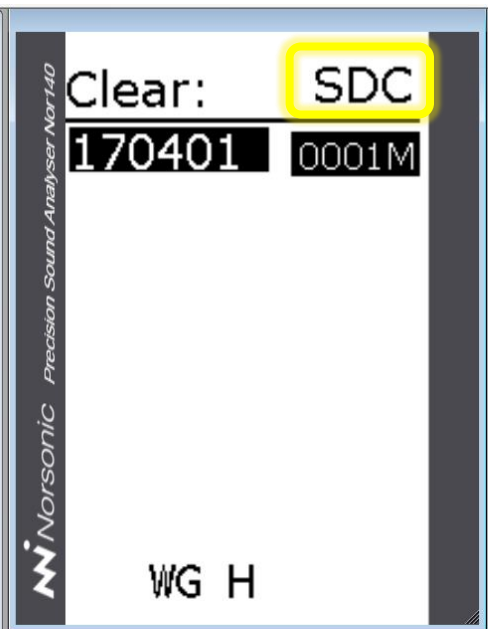 Clear: SDC
170401 0001M
WG H
Norsonic Precision Sound Analyser Nor140